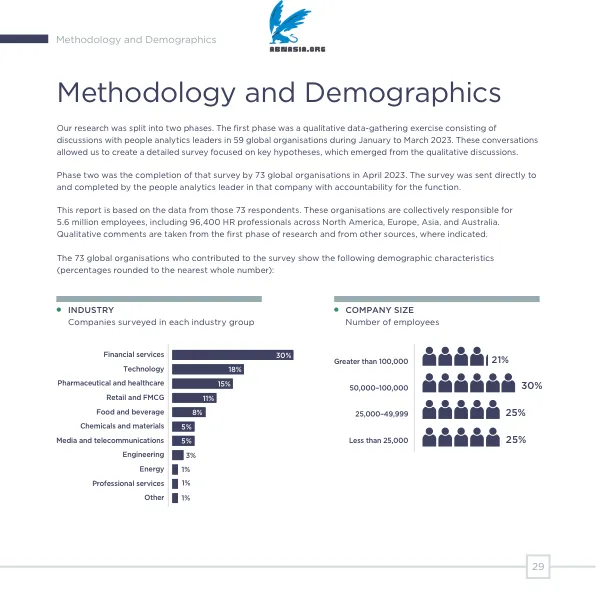 ABNASIA.ORG
Methodology and Demographics
Methodology and Demographics
Our research was split into two phases. The first phase was a qualitative data-gathering exercise consisting of
discussions with people analytics leaders in 59 global organisations during January to March 2023. These conversations
allowed us to create a detailed survey focused on key hypotheses, which emerged from the qualitative discussions.
Phase two was the completion of that survey by 73 global organisations in April 2023. The survey was sent directly to
and completed by the people analytics leader in that company with accountability for the function.
This report is based on the data from those 73 respondents. These organisations are collectively responsible for
5.6 million employees, including 96,400 HR professionals across North America, Europe, Asia, and Australia.
Qualitative comments are taken from the first phase of research and from other sources, where indicated.
The 73 global organisations who contributed to the survey show the following demographic characteristics
(percentages rounded to the nearest whole number):
• INDUSTRY
Companies surveyed in each industry group
Financial services 30%
Technology 18%
Pharmaceutical and healthcare 15%
Retail and FMCG 11%
Food and beverage 8%
Chemicals and materials 5%
Media and telecommunications 5%
Engineering 3%
Energy 1%
Professional services 1%
Other 1%
• COMPANY SIZE
Number of employees
Greater than 100,000 21%
50,000–100,000 30%
25,000–49,999 25%
Less than 25,000 25%
29